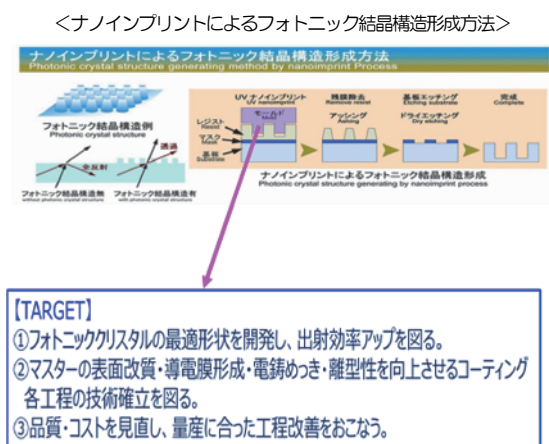 ＜ナノインプリントによるフォトニック結晶構造形成方法＞
ナノインプリントによるフォトニック結晶構造形成方法
Photonic crystal structure generating method by nanoimprint Process
フォトニック結晶構造例
Photonic crystal structure
透過
全反射
フォトニック結晶構造無
without photonic crystal structure
フォトニック結晶構造有
with photonic crystal structure
UV ナノインプリント
UV nanoimprint
残膜除去
Remove resist
基板エッチング
Etching substrate
完成
Complete
モールド
Mold
アッシング
Ashing
ドライエッチング
Dry etching
レジスト
Resist
マスク
Mask
基板
Substrate
ナノインプリントによるフォトニック結晶構造形成
Photonic crystal structure generating by nanoimprint process
【TARGET】
①フォトニッククリスタルの最適形状を開発し、出射効率アップを図る。
②マスターの表面改質・導電膜形成・電鋳めっき・離型性を向上させるコーティング
各工程の技術確立を図る。
③品質・コストを見直し、量産に合った工程改善をおこなう。